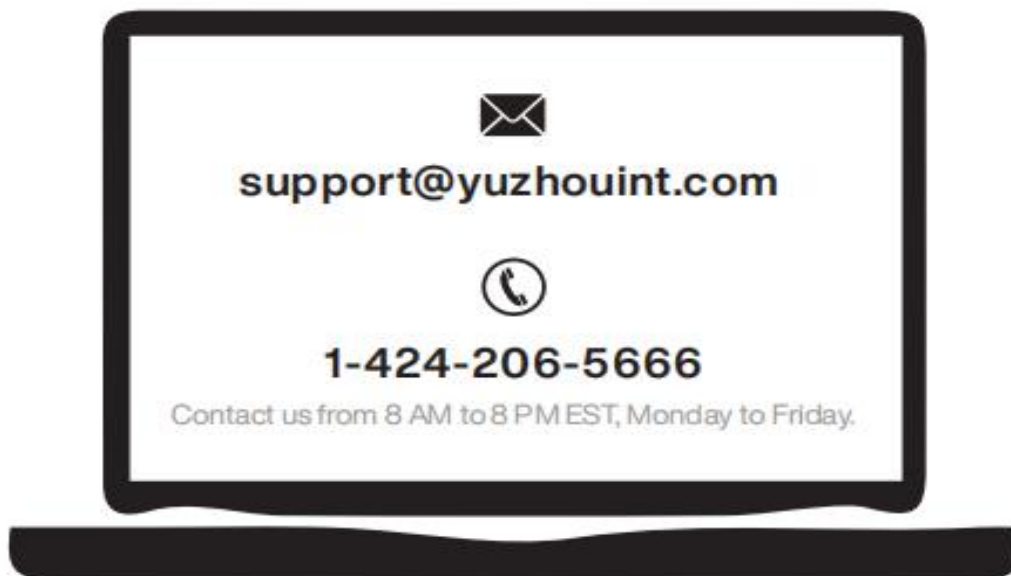 support@yuzhouint.com
1-424-206-5666
Contact us from 8 AM to 8 PM EST, Monday to Friday.